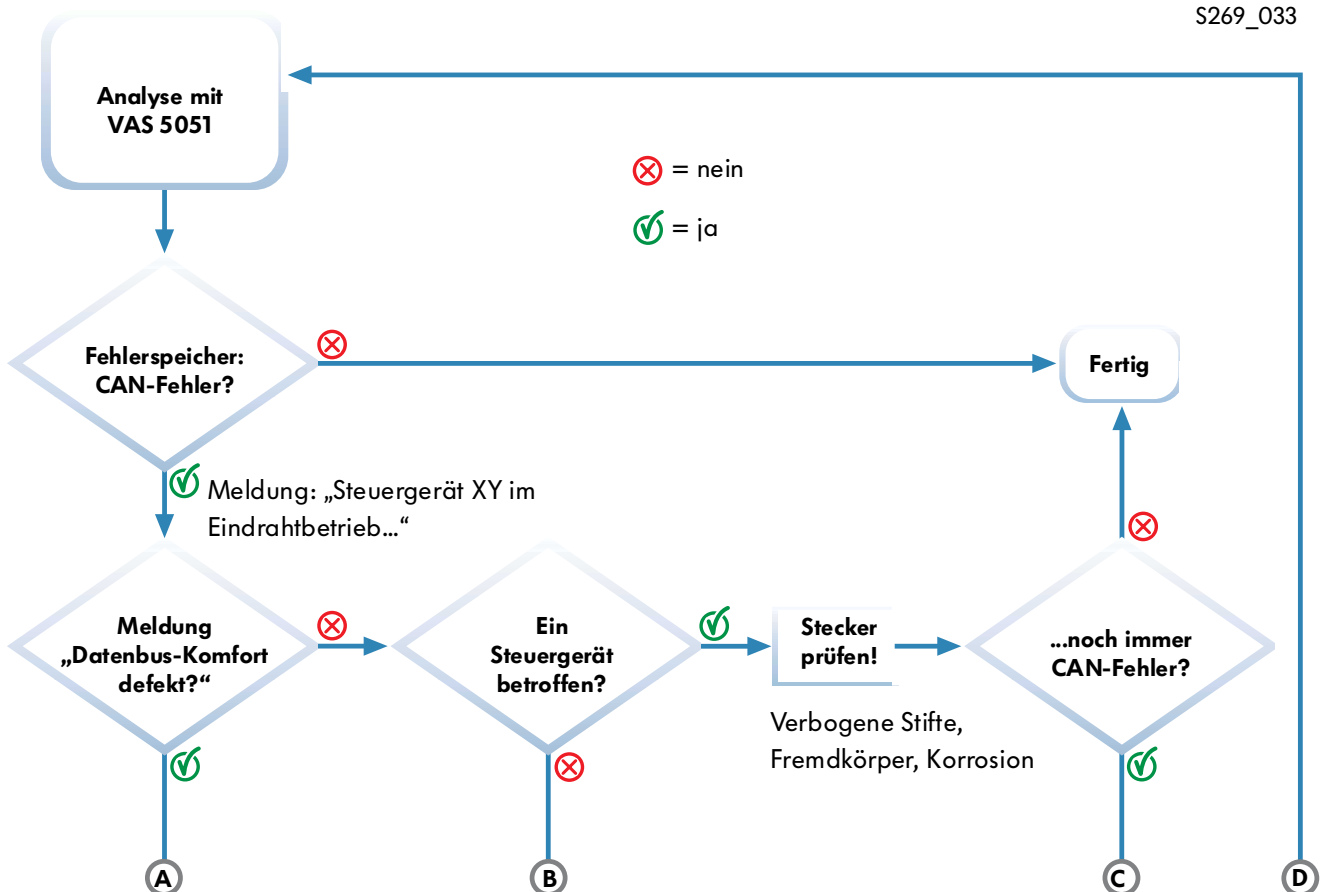 S269_033
Analyse mit
VAS 5051
= nein
= ja
Fehlerspeicher:
CAN-Fehler?
Fertig
Meldung: „Steuergerät XY im
Eindrahtbetrieb...“
Meldung
„Datenbus-Komfort
defekt?“
Ein
Steuergerät
betroffen?
Stecker
prüfen!
...noch immer
CAN-Fehler?
Verbogene Stifte,
Fremdkörper, Korrosion
A
B
C
D